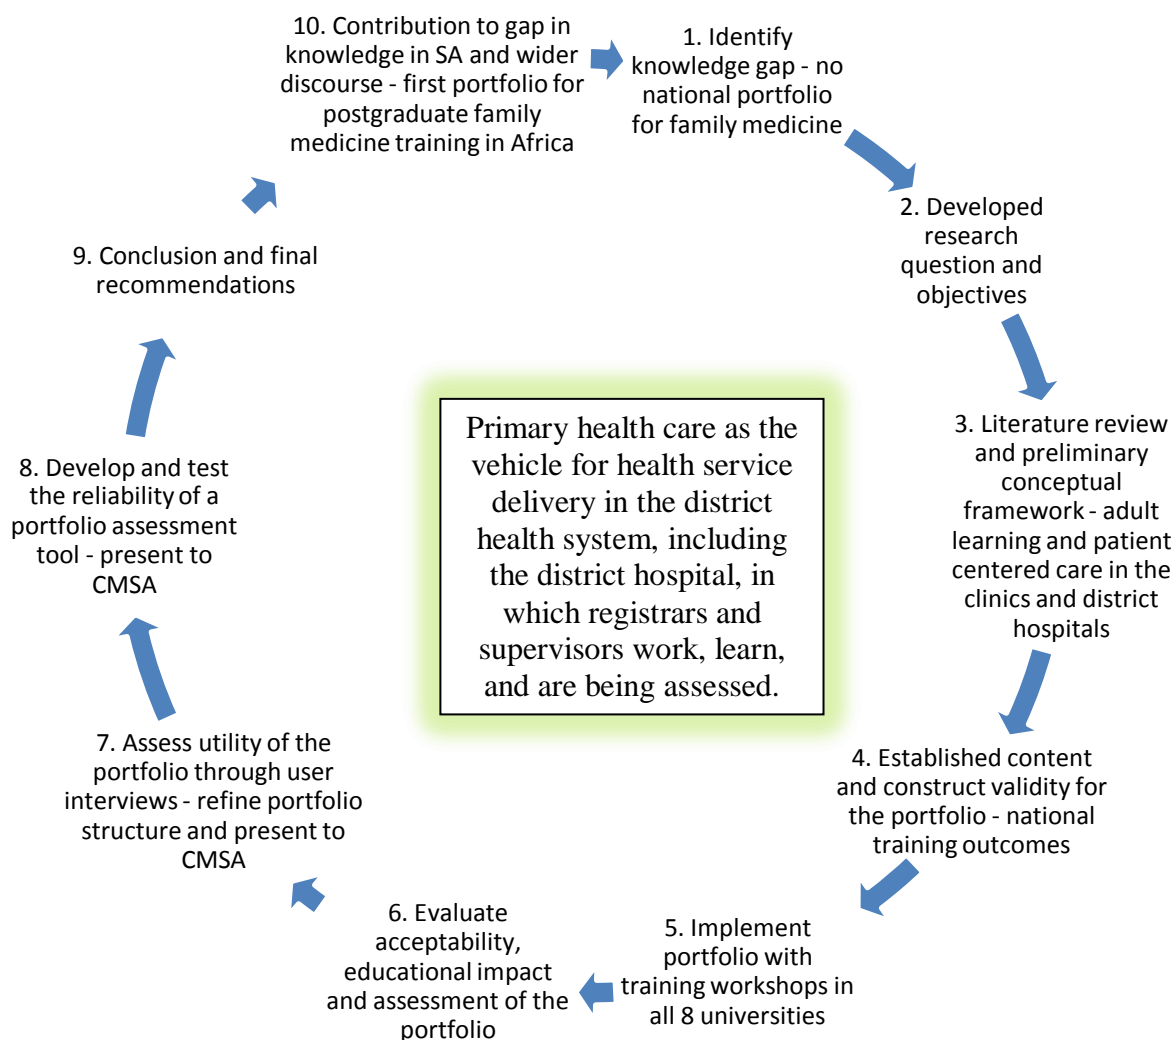 10. Contribution to gap in
knowledge in SA and wider
discourse - first portfolio for
postgraduate family
medicine training in Africa
1. Identify
knowledge gap - no
national portfolio
for family medicine
2. Developed
research
question and
objectives
3. Literature review
and preliminary
conceptual
framework - adult
learning and patient
centered care in the
clinics and district
hospitals
4. Established content
and construct validity for
the portfolio - national
training outcomes
5. Implement
portfolio with
training workshops in
all 8 universities
6. Evaluate
acceptability,
educational impact
and assessment of the
portfolio
7. Assess utility of the
portfolio through user
interviews - refine portfolio
structure and present to
CMSA
8. Develop and test
the reliability of a
portfolio assessment
tool - present to
CMSA
9. Conclusion and final
recommendations
Primary health care as the
vehicle for health service
delivery in the district
health system, including
the district hospital, in
which registrars and
supervisors work, learn,
and are being assessed.